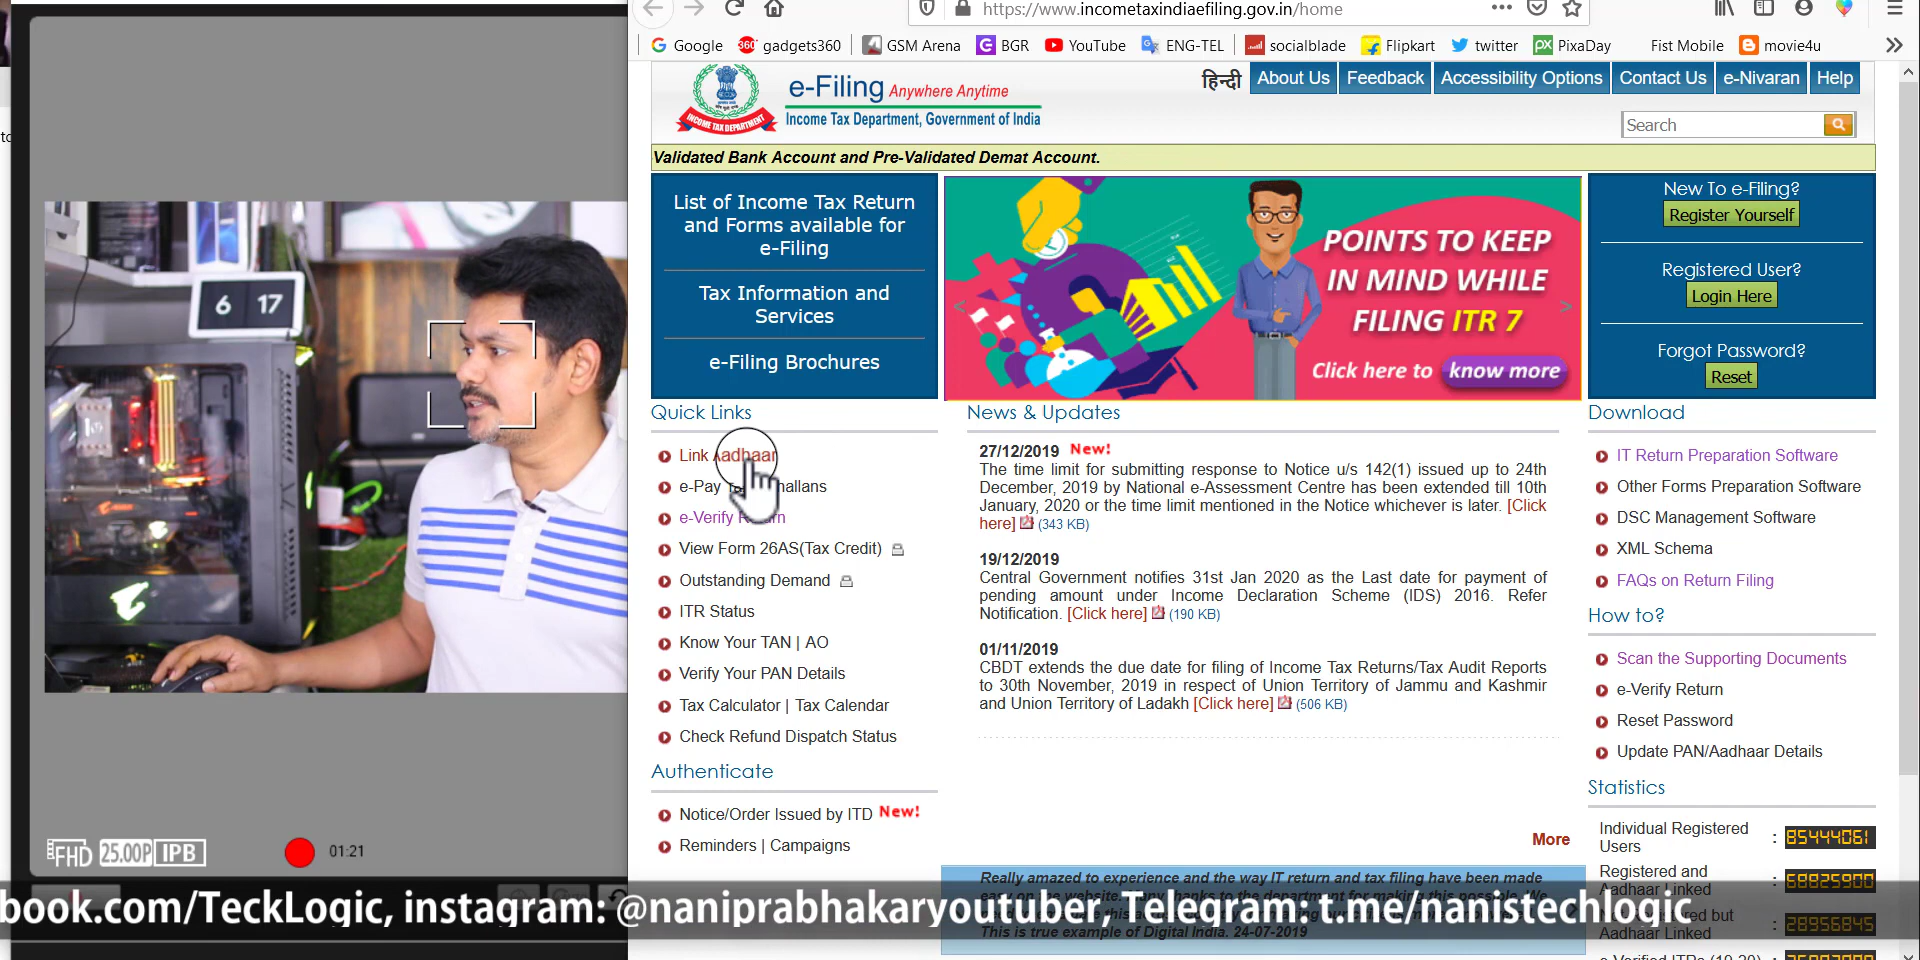 https://www.incometaxindiaefiling.gov.in/home
Google
gadgets360
GSM Arena
BGR
YouTube
ENG-TEL
socialblade
Flipkart
twitter
PixaDay
Fist Mobile
movie4u
e-Filing Anywhere Anytime
Income Tax Department, Government of India
INCOME TAX DEPARTMENT
हिन्दी
About Us
Feedback
Accessibility Options
Contact Us
e-Nivaran
Help
Search
Validated Bank Account and Pre-Validated Demat Account.
List of Income Tax Return
and Forms available for
e-Filing
Tax Information and
Services
e-Filing Brochures
POINTS TO KEEP
IN MIND WHILE
FILING ITR 7
Click here to know more
New To e-Filing?
Register Yourself
Registered User?
Login Here
Forgot Password?
Reset
6 17
Quick Links
Link Aadhaar
e-Pay
e-Verify
View Form 26AS(Tax Credit)
Outstanding Demand
ITR Status
Know Your TAN | AO
Verify Your PAN Details
Tax Calculator | Tax Calendar
Check Refund Dispatch Status
Authenticate
Notice/Order Issued by ITD New!
Reminders | Campaigns
News & Updates
27/12/2019 New!
The time limit for submitting response to Notice u/s 142(1) issued up to 24th
December, 2019 by National e-Assessment Centre has been extended till 10th
January, 2020 or the time limit mentioned in the Notice whichever is later. [Click
here] (343 KB)
19/12/2019
Central Government notifies 31st Jan 2020 as the Last date for payment of
pending amount under Income Declaration Scheme (IDS) 2016. Refer
Notification. [Click here] (190 KB)
01/11/2019
CBDT extends the due date for filing of Income Tax Returns/Tax Audit Reports
to 30th November, 2019 in respect of Union Territory of Jammu and Kashmir
and Union Territory of Ladakh [Click here] (506 KB)
More
Really amazed to experience and the way IT return and tax filing have been made
This is true example of Digital India. 24-07-2019
Download
IT Return Preparation Software
Other Forms Preparation Software
DSC Management Software
XML Schema
FAQs on Return Filing
How to?
Scan the Supporting Documents
e-Verify Return
Reset Password
Update PAN/Aadhaar Details
Statistics
Individual Registered
Users : 85444061
Registered and
Aadhaar Linked : 68825900
but
Aadhaar Linked : 28956845
FHD 25.00P IPB
01:21
book.com/TeckLogic, instagram: @naniprabhakaryoutuber, Telgram: t.me/nanistechlogic